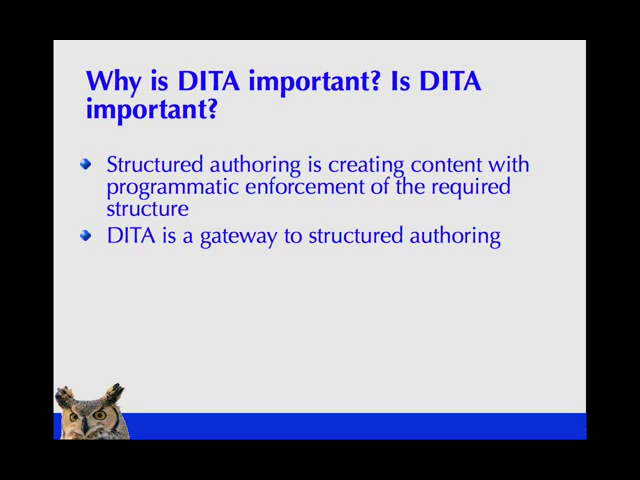 Why is DITA important? Is DITA
important?
Structured authoring is creating content with
programmatic enforcement of the required
structure
DITA is a gateway to structured authoring